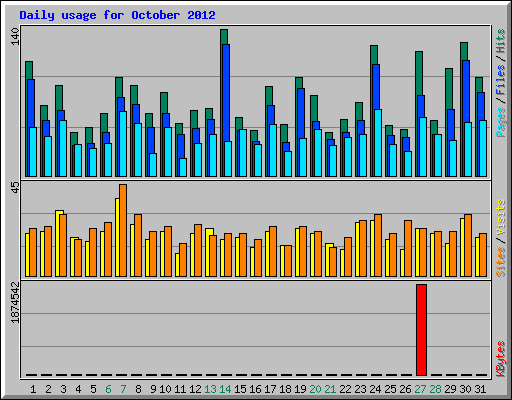 Daily usage for October 2012
140
45
1874542
Pages / Files / Hits
Sites / Visits
KBytes
1 2 3 4 5 6 7 8 9 10 11 12 13 14 15 16 17 18 19 20 21 22 23 24 25 26 27 28 29 30 31